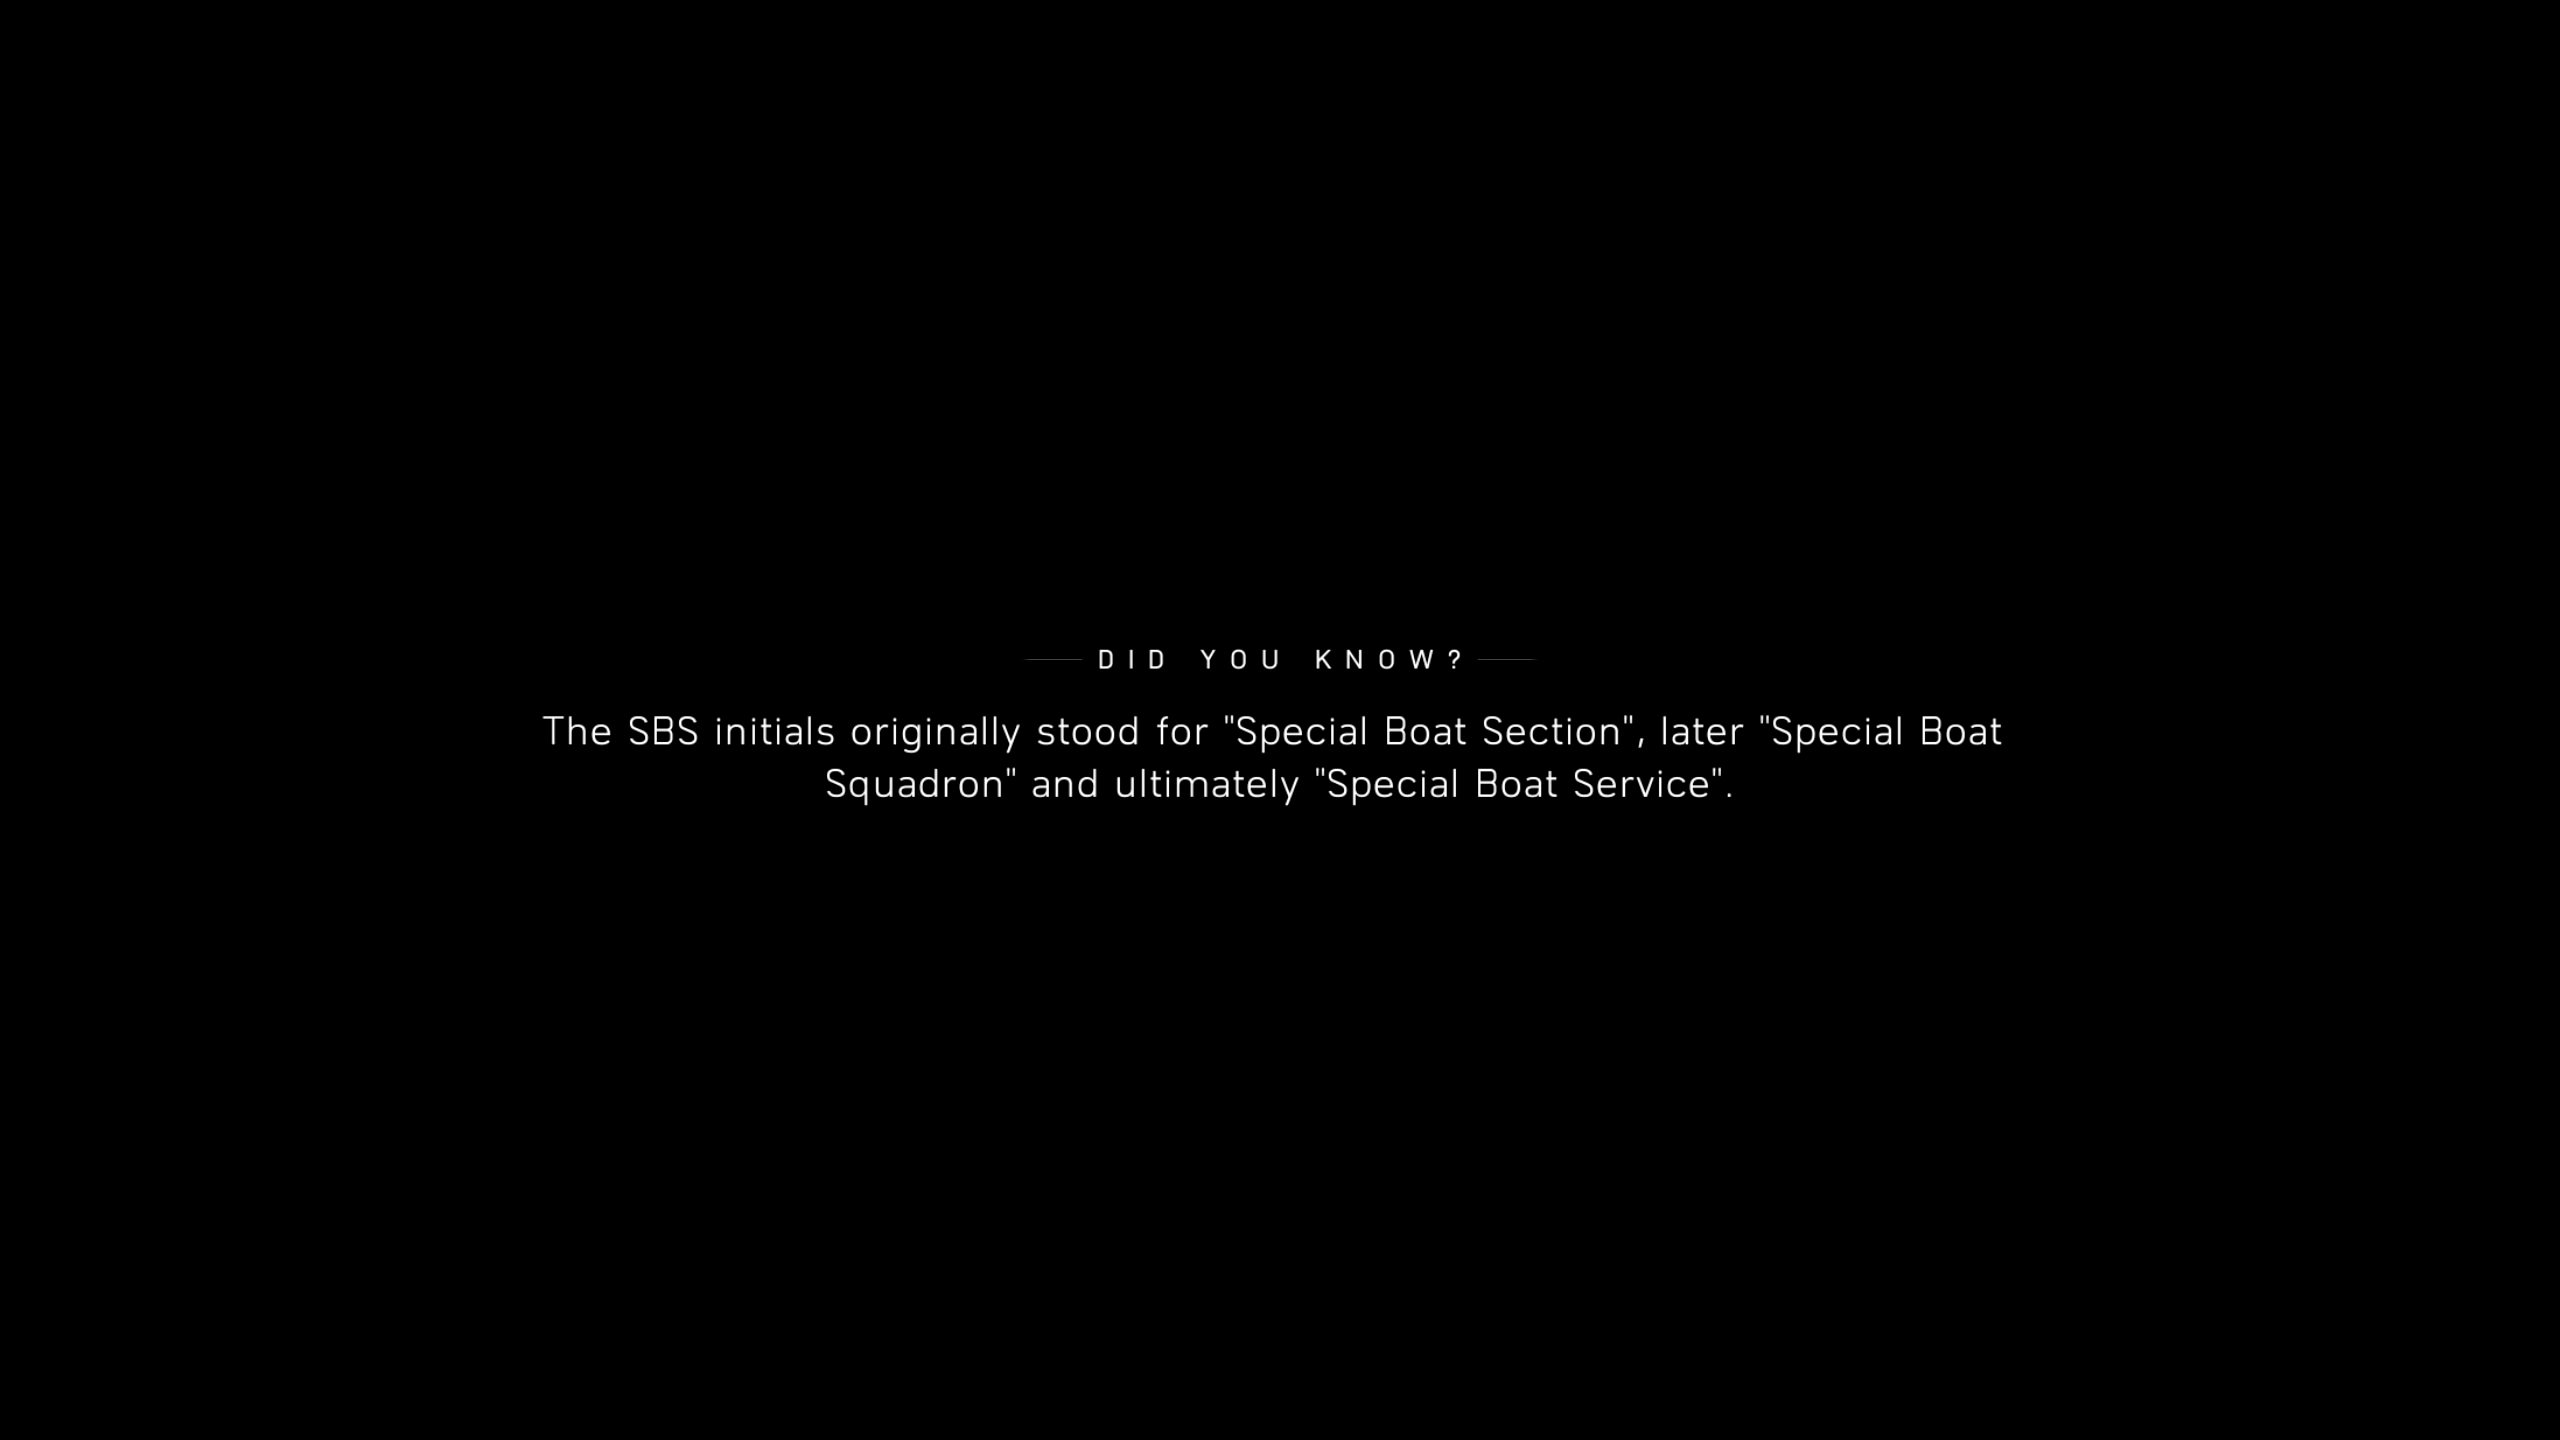 DID YOU KNOW?
The SBS initials originally stood for "Special Boat Section", later "Special Boat
Squadron" and ultimately "Special Boat Service".